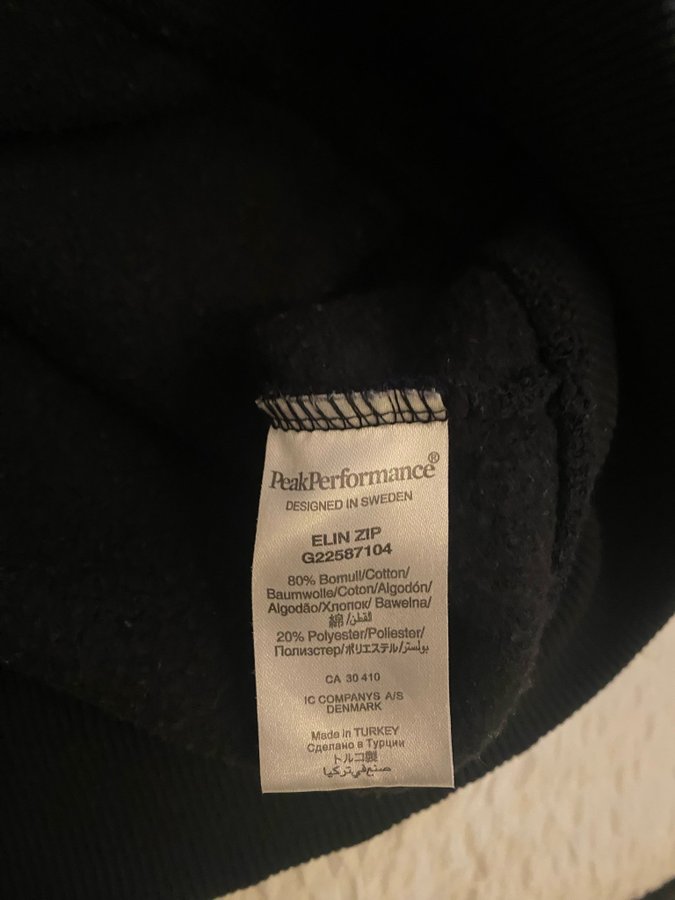 PeakPerformance®
DESIGNED IN SWEDEN
ELIN ZIP
G22587104
80% Bomull/Cotton/
Baumwolle/Coton/Algodón/
Algodão/Хлопок/ Bawełna/
綿/القطن/
20% Polyester/Poliester/
Полиэстер/ポリエステル/بوليستر/
CA 30 410
IC COMPANYS A/S
DENMARK
Made in TURKEY
Сделано в Турции
トルコ製
صنع في تركيا